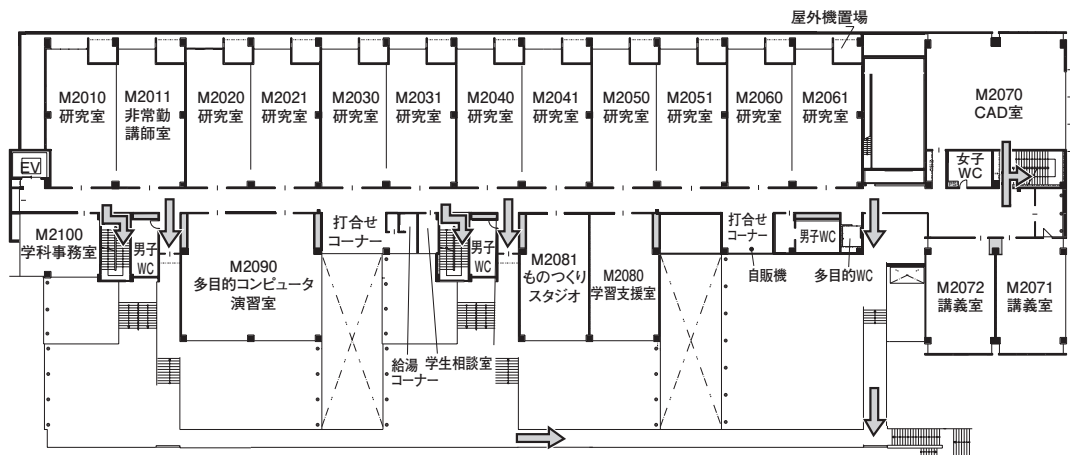 屋外機置場
M2010
研究室
M2011
非常勤
講師室
M2020
研究室
M2021
研究室
M2030
研究室
M2031
研究室
M2040
研究室
M2041
研究室
M2050
研究室
M2051
研究室
M2060
研究室
M2061
研究室
M2070
CAD室
EV
女子
WC
M2100
学科事務室
男子
WC
M2090
多目的コンピュータ
演習室
打合せ
コーナー
男子
WC
M2081
ものつくり
スタジオ
M2080
学習支援室
打合せ
コーナー
男子WC
自販機
多目的WC
M2072
講義室
M2071
講義室
給湯
コーナー
学生相談室